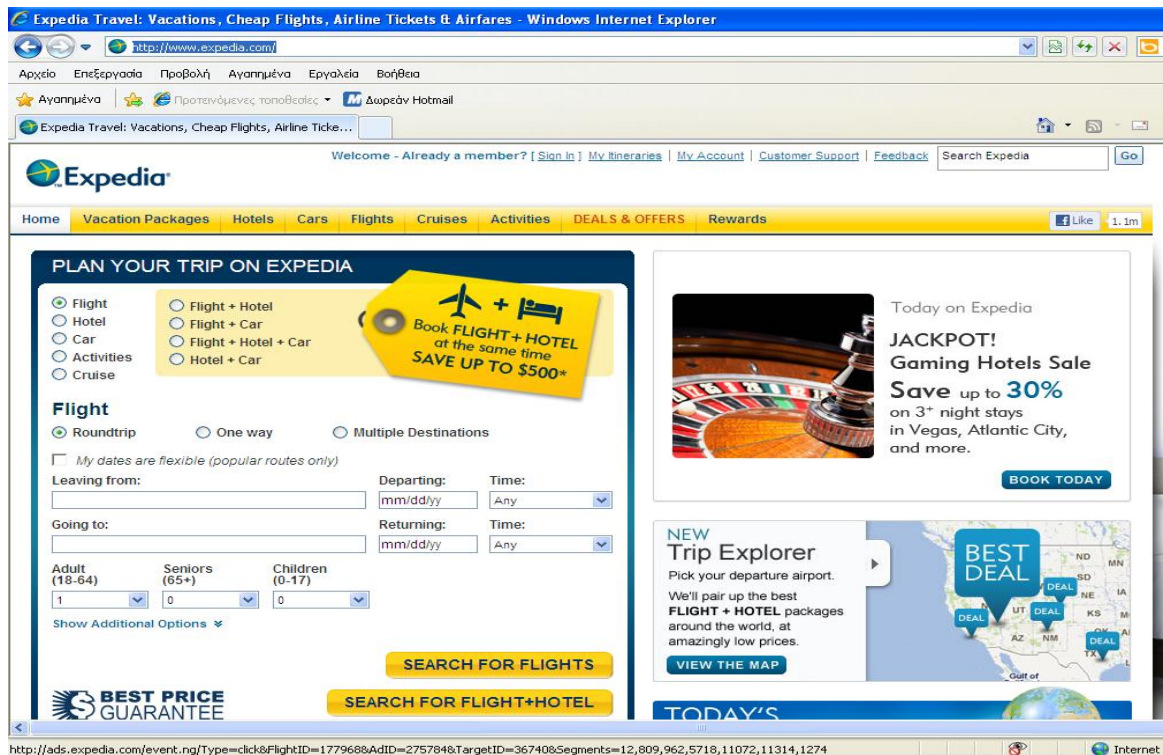 Expedia Travel: Vacations, Cheap Flights, Airline Tickets & Airfares - Windows Internet Explorer
http://www.expedia.com/
Αρχείο Επεξεργασία Προβολή Αγαπημένα Εργαλεία Βοήθεια
Αγαπημένα Προτεινόμενες τοποθεσίες Δωρεάν Hotmail
Expedia Travel: Vacations, Cheap Flights, Airline Ticke...
Welcome - Already a member? [ Sign In ] My Itineraries | My Account | Customer Support | Feedback Search Expedia Go
Expedia
Home Vacation Packages Hotels Cars Flights Cruises Activities DEALS & OFFERS Rewards Like 1.1m
PLAN YOUR TRIP ON EXPEDIA
Flight
Hotel
Car
Activities
Cruise
Flight + Hotel
Flight + Car
Flight + Hotel + Car
Hotel + Car
+
Book FLIGHT+HOTEL
at the same time
SAVE UP TO $500*
Flight
Roundtrip One way Multiple Destinations
My dates are flexible (popular routes only)
Leaving from: Departing: Time:
mm/dd/yy Any
Going to: Returning: Time:
mm/dd/yy Any
Adult Seniors Children
(18-64) (65+) (0-17)
1 0 0
Show Additional Options
SEARCH FOR FLIGHTS
BEST PRICE
GUARANTEE
SEARCH FOR FLIGHT+HOTEL
Today on Expedia
JACKPOT!
Gaming Hotels Sale
Save up to 30%
on 3+ night stays
in Vegas, Atlantic City,
and more.
BOOK TODAY
NEW
Trip Explorer
Pick your departure airport.
We'll pair up the best
FLIGHT + HOTEL packages
around the world, at
amazingly low prices.
VIEW THE MAP
BEST
DEAL
ND MN
SD
DEAL NE IA
DEAL UT DEAL KS
AZ NM DEAL
TX
Gulf of
TODAY'S
http://ads.expedia.com/event.ng/Type=click&FlightID=177968&AdID=275784&TargetID=36740&Segments=12,809,962,5718,11072,11314,1274 Internet